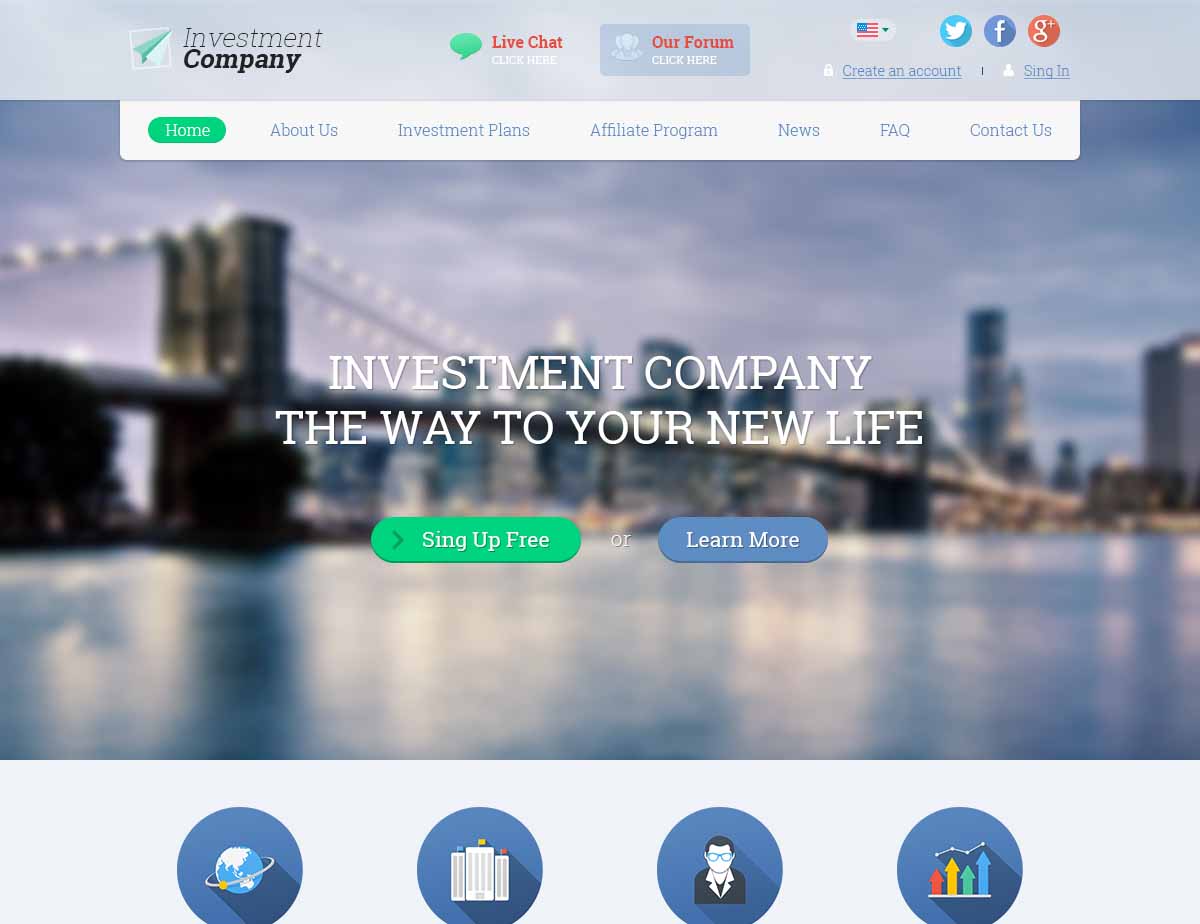 Investment
Company
Live Chat
CLICK HERE
Our Forum
CLICK HERE
Create an account
Sing In
Home
About Us
Investment Plans
Affiliate Program
News
FAQ
Contact Us
INVESTMENT COMPANY
THE WAY TO YOUR NEW LIFE
Sing Up Free
or
Learn More